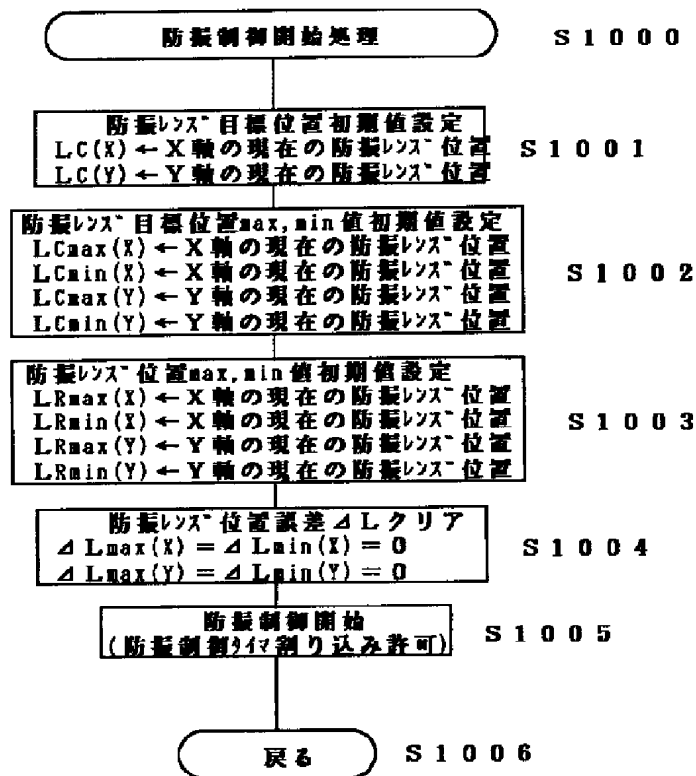 防振制御開始処理 S1000
防振ﾚﾝｽﾞ目標位置初期値設定
LC(X)←X軸の現在の防振ﾚﾝｽﾞ位置 S1001
LC(Y)←Y軸の現在の防振ﾚﾝｽﾞ位置
防振ﾚﾝｽﾞ目標位置max,min値初期値設定
LCmax(X)←X軸の現在の防振ﾚﾝｽﾞ位置
LCmin(X)←X軸の現在の防振ﾚﾝｽﾞ位置 S1002
LCmax(Y)←Y軸の現在の防振ﾚﾝｽﾞ位置
LCmin(Y)←Y軸の現在の防振ﾚﾝｽﾞ位置
防振ﾚﾝｽﾞ位置max,min値初期値設定
LRmax(X)←X軸の現在の防振ﾚﾝｽﾞ位置
LRmin(X)←X軸の現在の防振ﾚﾝｽﾞ位置 S1003
LRmax(Y)←Y軸の現在の防振ﾚﾝｽﾞ位置
LRmin(Y)←Y軸の現在の防振ﾚﾝｽﾞ位置
防振ﾚﾝｽﾞ位置誤差⊿Lクリア
⊿Lmax(X)=⊿Lmin(X)=0 S1004
⊿Lmax(Y)=⊿Lmin(Y)=0
防振制御開始
(防振制御ﾀｲﾏ割り込み許可) S1005
戻る S1006